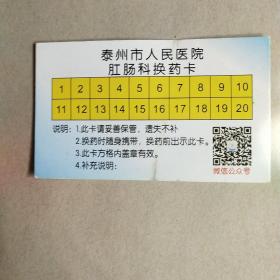 泰州市人民医院
肛肠科换药卡
1 2 3 4 5 6 7 8 9 10
11 12 13 14 15 16 17 18 19 20
说明：1.此卡请妥善保管，遗失不补
2.换药时随身携带，换药前出示此卡。
3.此卡方格内盖章有效。
4.补充说明：
微信公众号